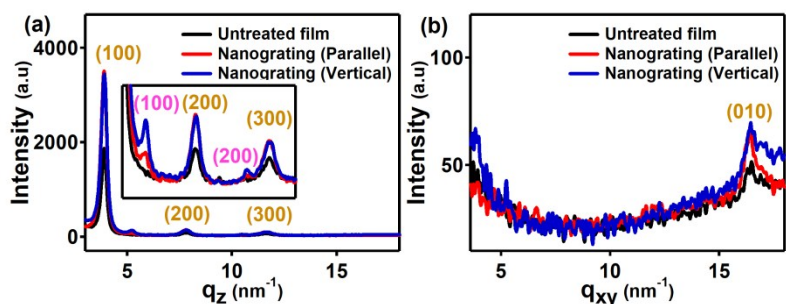 (a)
Untreated film
Nanograting (Parallel)
Nanograting (Vertical)
(100)
(100)
(200)
(300)
(200)
(200)
(300)
4000
2000
0
Intensity (a.u)
5
10
15
qz (nm⁻¹)
(b)
Untreated film
Nanograting (Parallel)
Nanograting (Vertical)
(010)
100
50
Intensity (a.u)
5
10
15
qxy (nm⁻¹)